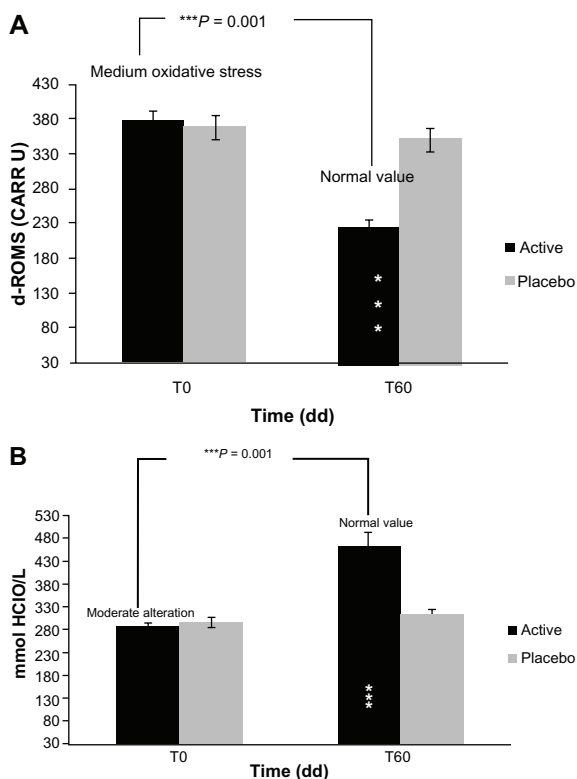 A
***P = 0.001
Medium oxidative stress
430
380
330
280
230
180
130
80
30
d-ROMS (CARR U)
Normal value
*
*
*
Active
Placebo
T0
T60
Time (dd)
B
***P = 0.001
530
480
430
380
330
280
230
180
130
80
30
mmol HClO/L
Normal value
Moderate alteration
***
Active
Placebo
T0
T60
Time (dd)